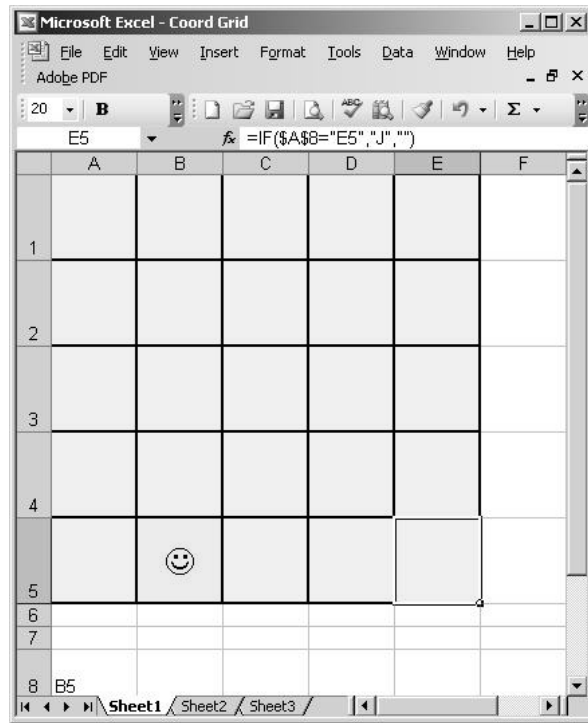 Microsoft Excel - Coord Grid
File Edit View Insert Format Tools Data Window Help
Adobe PDF
20 B Σ
E5 fx =IF($A$8="E5","J","")
A B C D E F
1
2
3
4
5
6
7
8 B5
Sheet1 Sheet2 Sheet3